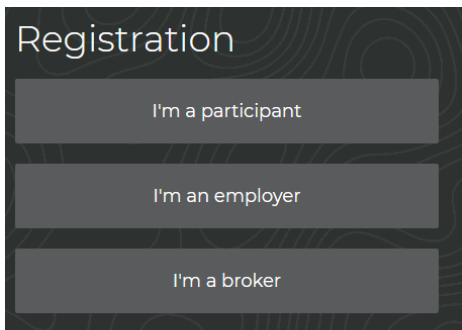 Registration
I'm a participant
I'm an employer
I'm a broker